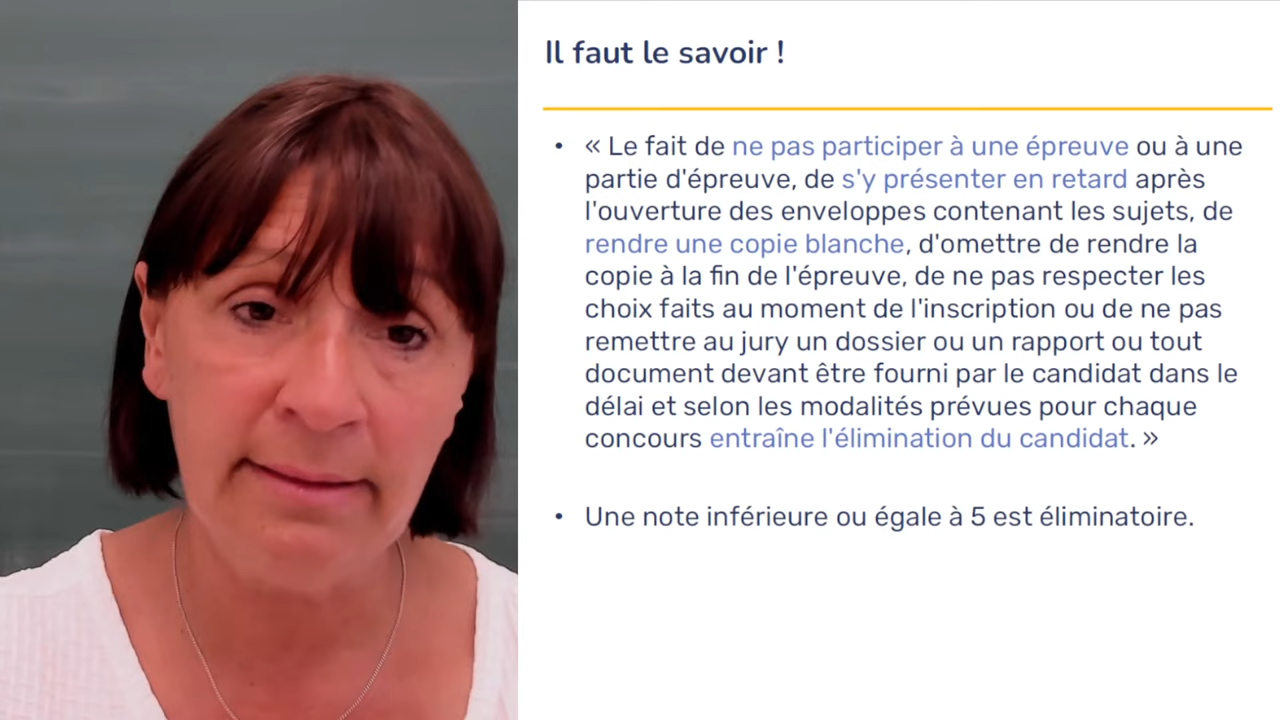 Il faut le savoir !
• « Le fait de ne pas participer à une épreuve ou à une
partie d'épreuve, de s'y présenter en retard après
l'ouverture des enveloppes contenant les sujets, de
rendre une copie blanche, d'omettre de rendre la
copie à la fin de l'épreuve, de ne pas respecter les
choix faits au moment de l'inscription ou de ne pas
remettre au jury un dossier ou un rapport ou tout
document devant être fourni par le candidat dans le
délai et selon les modalités prévues pour chaque
concours entraîne l'élimination du candidat. »
• Une note inférieure ou égale à 5 est éliminatoire.